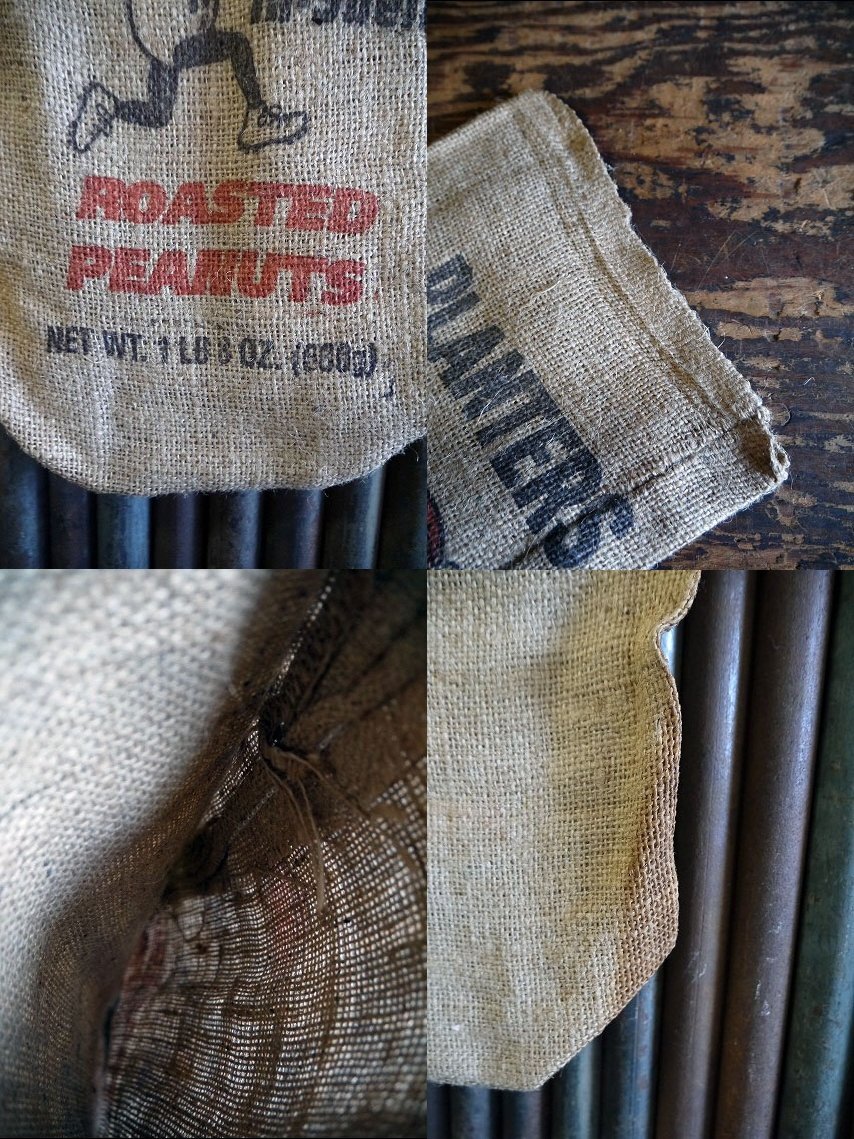 ROASTED
PEANUTS
NET WT. 1 LB 8 OZ. (680g)
PLANTERS